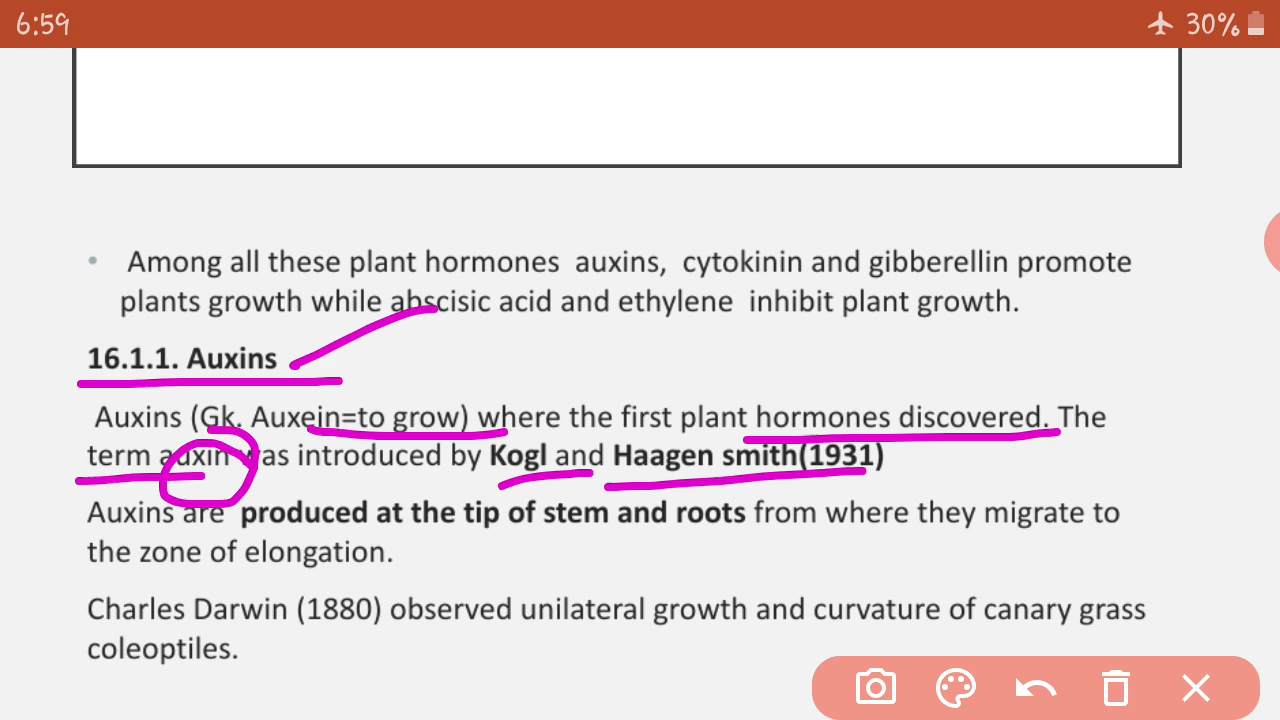 6:59 30%
• Among all these plant hormones auxins, cytokinin and gibberellin promote
plants growth while abscisic acid and ethylene inhibit plant growth.
16.1.1. Auxins
Auxins (Gk. Auxein=to grow) where the first plant hormones discovered. The
term auxin was introduced by Kogl and Haagen smith(1931)
Auxins are produced at the tip of stem and roots from where they migrate to
the zone of elongation.
Charles Darwin (1880) observed unilateral growth and curvature of canary grass
coleoptiles.